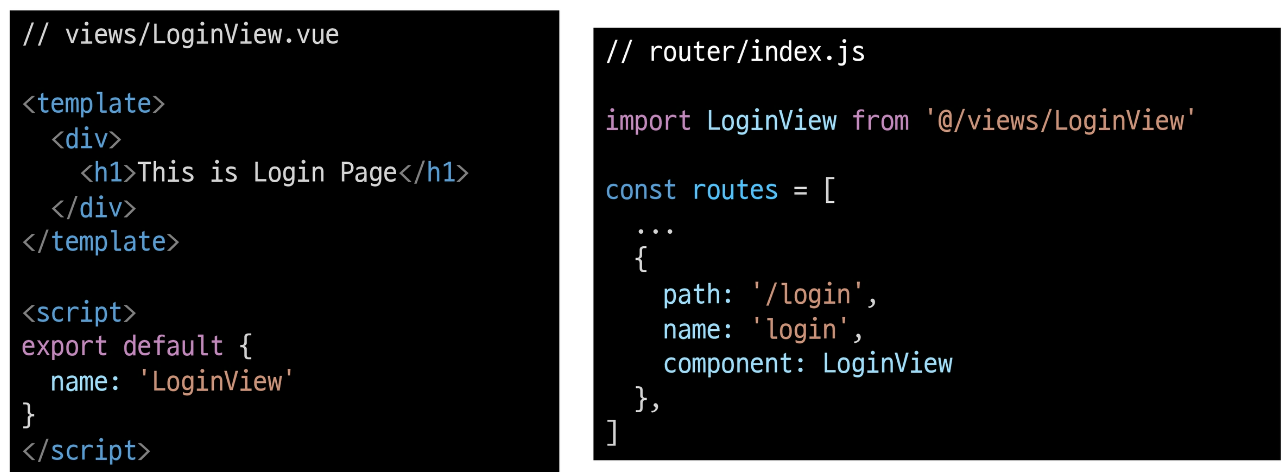 // views/LoginView.vue
<template>
  <div>
    <h1>This is Login Page</h1>
  </div>
</template>
<script>
export default {
  name: 'LoginView'
}
</script>
// router/index.js
import LoginView from '@/views/LoginView'
const routes = [
  ...
  {
    path: '/login',
    name: 'login',
    component: LoginView
  },
]